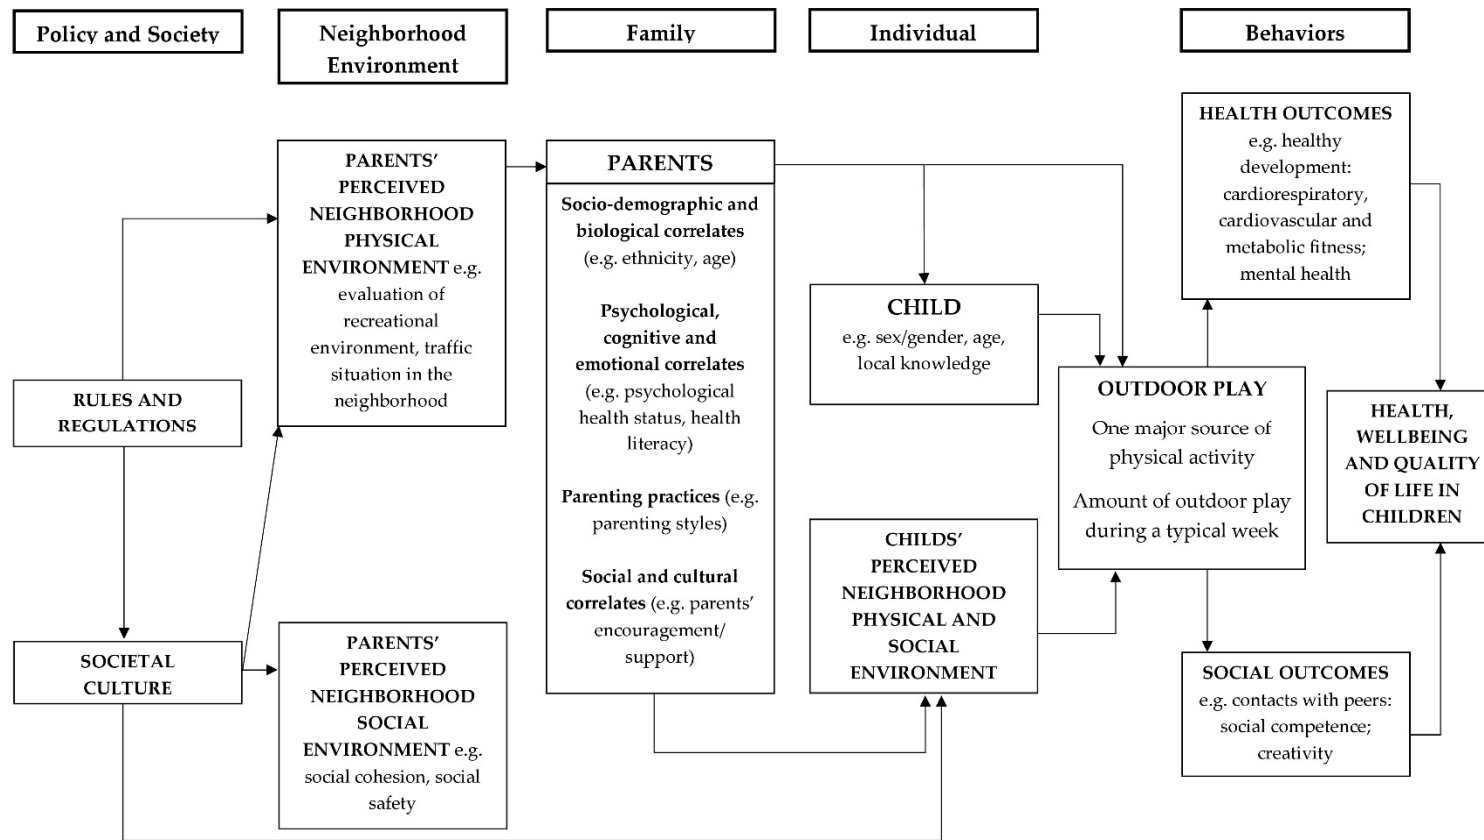 Policy and Society
Neighborhood
Environment
Family
Individual
Behaviors
RULES AND
REGULATIONS
SOCIETAL
CULTURE
PARENTS’
PERCEIVED
NEIGHBORHOOD
PHYSICAL
ENVIRONMENT e.g.
evaluation of
recreational
environment, traffic
situation in the
neighborhood
PARENTS’
PERCEIVED
NEIGHBORHOOD
SOCIAL
ENVIRONMENT e.g.
social cohesion, social
safety
PARENTS
Socio-demographic and
biological correlates
(e.g. ethnicity, age)
Psychological,
cognitive and
emotional correlates
(e.g. psychological
health status, health
literacy)
Parenting practices (e.g.
parenting styles)
Social and cultural
correlates (e.g. parents’
encouragement/
support)
CHILD
e.g. sex/gender, age,
local knowledge
CHILDS’
PERCEIVED
NEIGHBORHOOD
PHYSICAL AND
SOCIAL
ENVIRONMENT
OUTDOOR PLAY
One major source of
physical activity
Amount of outdoor play
during a typical week
HEALTH OUTCOMES
e.g. healthy
development:
cardiorespiratory,
cardiovascular and
metabolic fitness;
mental health
SOCIAL OUTCOMES
e.g. contacts with peers:
social competence;
creativity
HEALTH,
WELLBEING
AND QUALITY
OF LIFE IN
CHILDREN